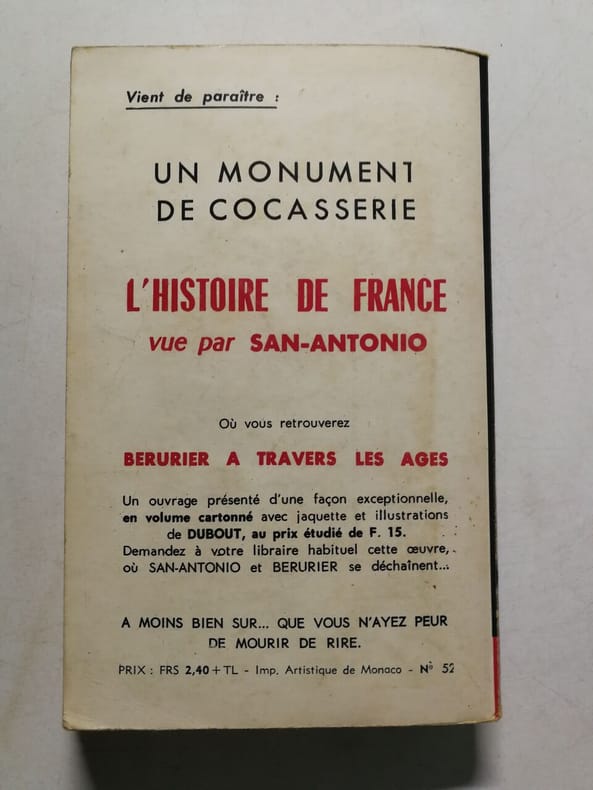 Vient de paraître :
UN MONUMENT
DE COCASSERIE
L'HISTOIRE DE FRANCE
vue par SAN-ANTONIO
Où vous retrouverez
BERURIER A TRAVERS LES AGES
Un ouvrage présenté d'une façon exceptionnelle,
en volume cartonné avec jaquette et illustrations
de DUBOUT, au prix étudié de F. 15.
Demandez à votre libraire habituel cette œuvre,
où SAN-ANTONIO et BERURIER se déchaînent...
A MOINS BIEN SUR... QUE VOUS N'AYEZ PEUR
DE MOURIR DE RIRE.
PRIX : FRS 2,40 + TL - Imp. Artistique de Monaco - N° 52